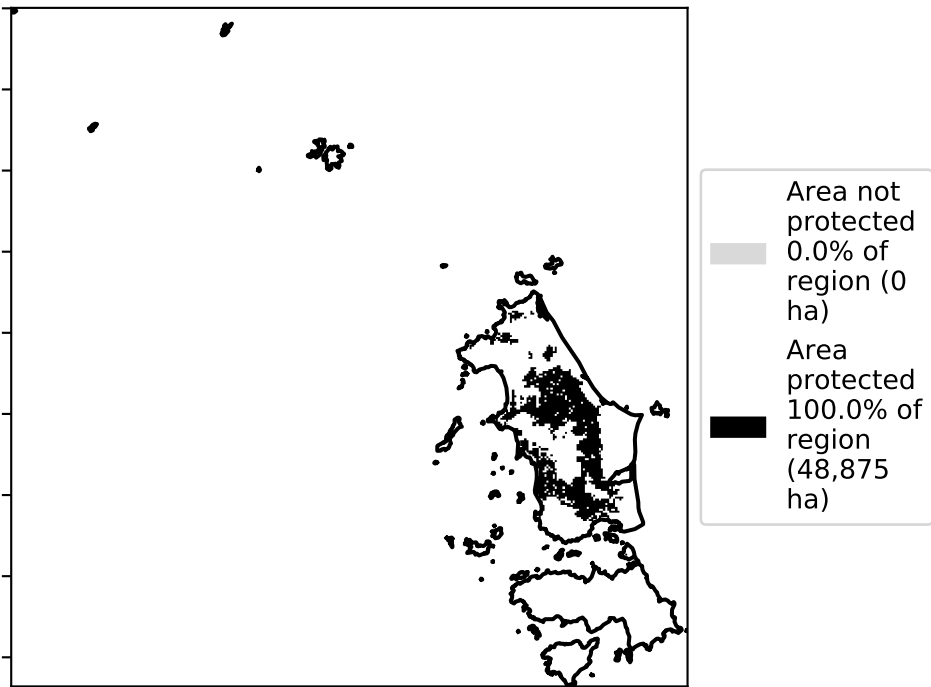 Area not
protected
0.0% of
region (0
ha)
Area
protected
100.0% of
region
(48,875
ha)